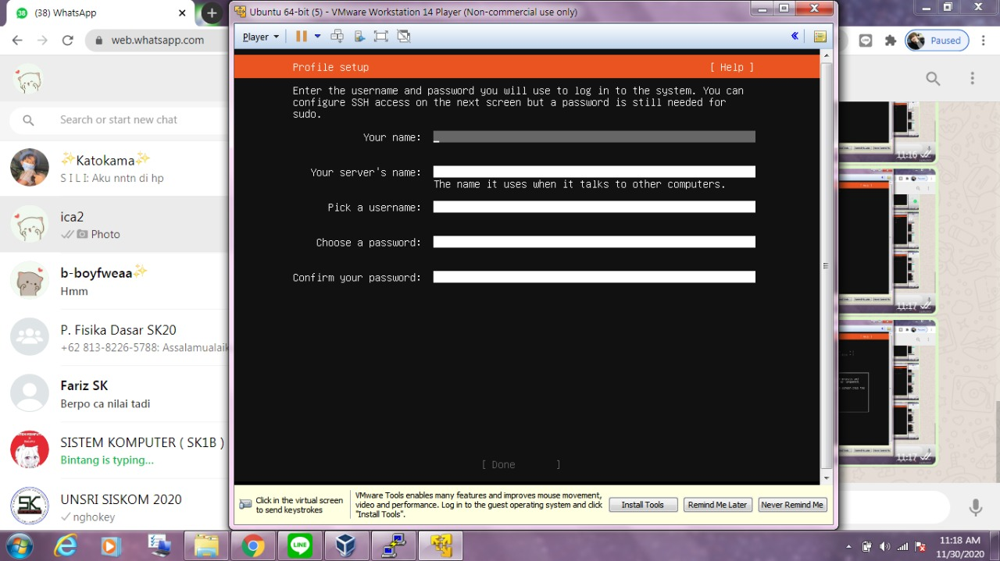 (38) WhatsApp
38
web.whatsapp.com
Search or start new chat
✨Katokama✨
S I L I: Aku nntn di hp
ica2
Photo
b-boyfweaa✨
Hmm
P. Fisika Dasar SK20
+62 813-8226-5788: Assalamualaik
Fariz SK
Berpo ca nilai tadi
SISTEM KOMPUTER ( SK1B )
Bintang is typing...
UNSRI SISKOM 2020
nghokey
SK
Ubuntu 64-bit (5) - VMware Workstation 14 Player (Non-commercial use only)
Player
Profile setup
[ Help ]
Enter the username and password you will use to log in to the system. You can
configure SSH access on the next screen but a password is still needed for
sudo.
Your name:
Your server's name:
The name it uses when it talks to other computers.
Pick a username:
Choose a password:
Confirm your password:
[ Done ]
Click in the virtual screen
to send keystrokes
VMware Tools enables many features and improves mouse movement,
video and performance. Log in to the guest operating system and click
"Install Tools".
Install Tools
Remind Me Later
Never Remind Me
LINE
Paused
11:16
11:17
11:17
LINE
11:18 AM
11/30/2020